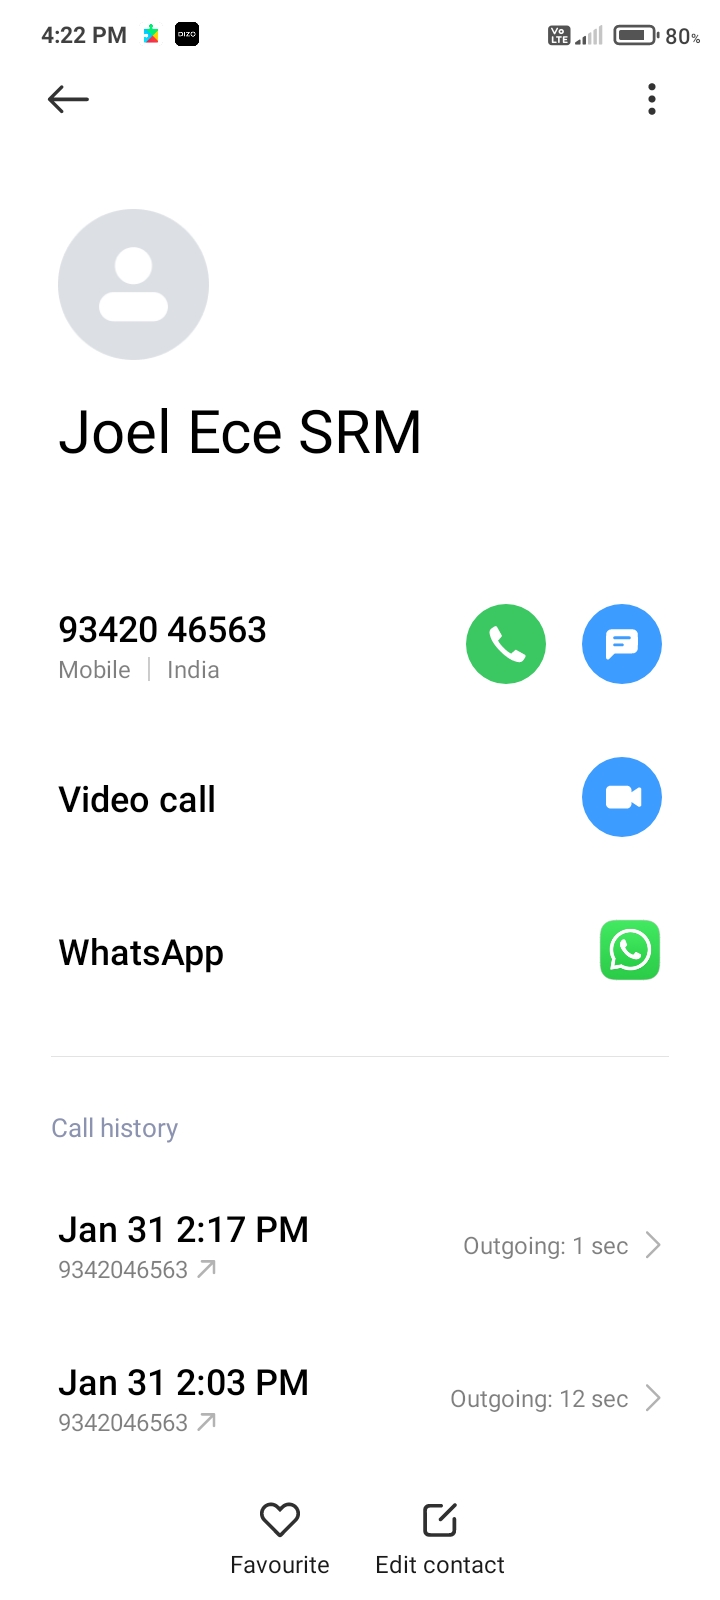 4:22 PM DIZO Vo LTE 80%
Joel Ece SRM
93420 46563
Mobile | India
Video call
WhatsApp
Call history
Jan 31 2:17 PM
Outgoing: 1 sec
9342046563
Jan 31 2:03 PM
Outgoing: 12 sec
9342046563
Favourite Edit contact